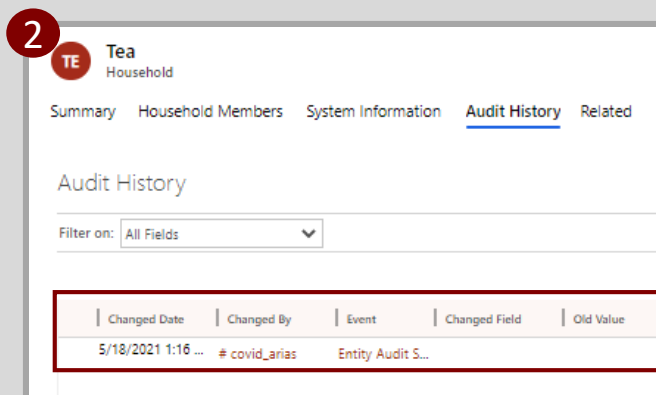 2
TE
Tea
Household
Summary Household Members System Information Audit History Related
Audit History
Filter on: All Fields
Changed Date Changed By Event Changed Field Old Value
5/18/2021 1:16 ... # covid_arias Entity Audit S...